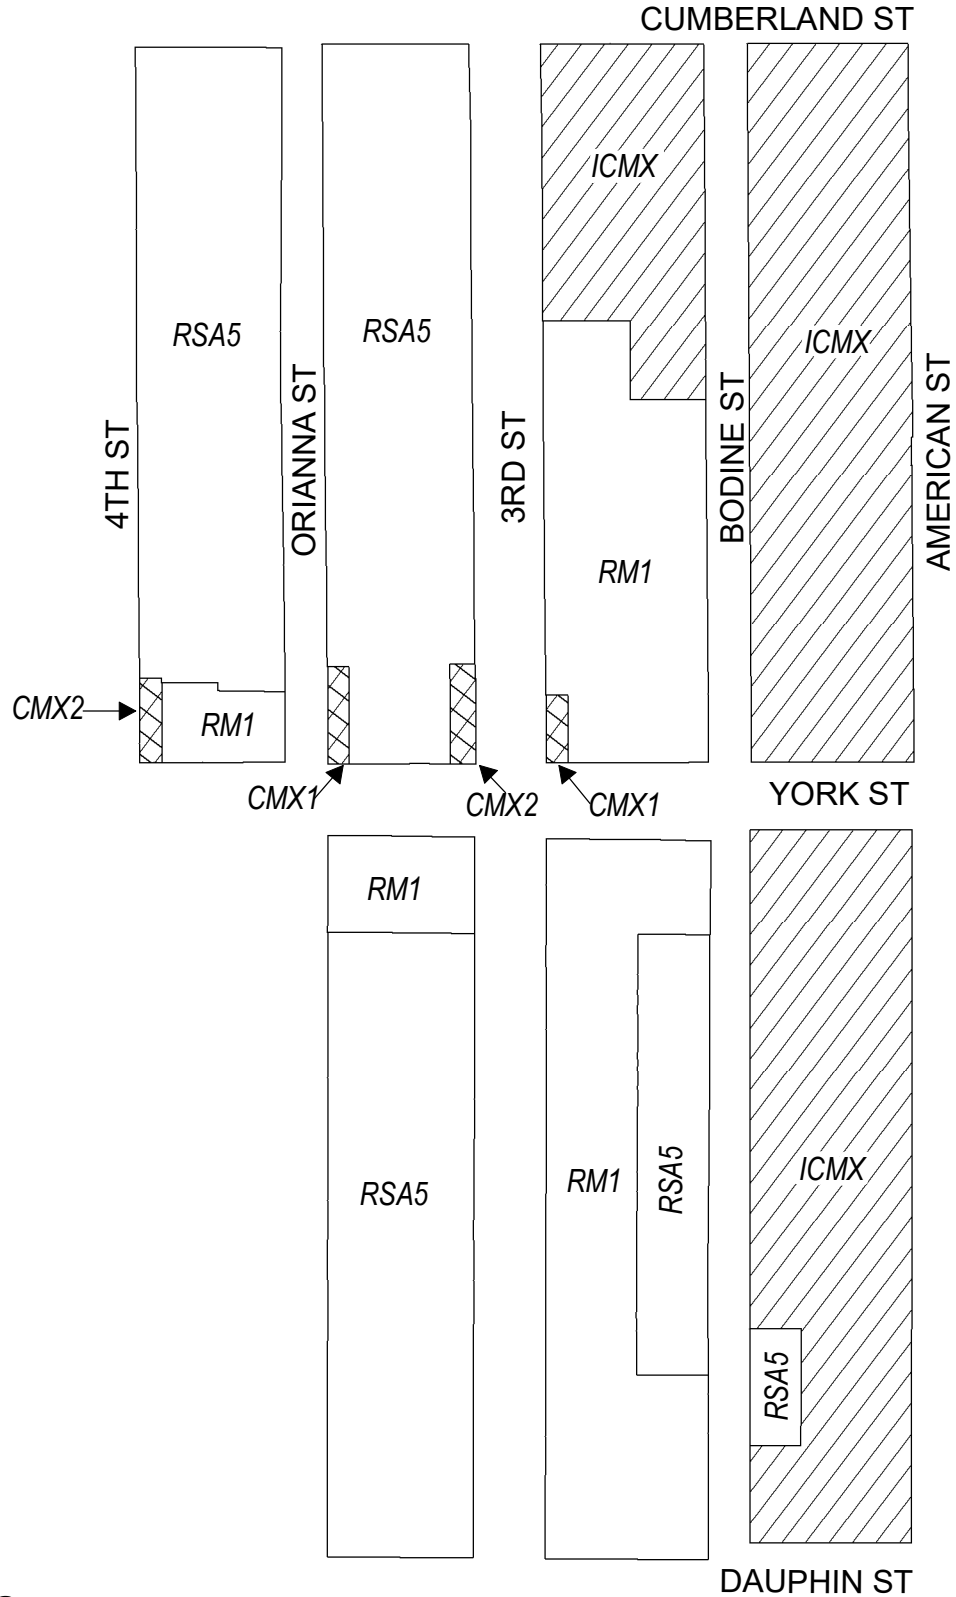 CUMBERLAND ST
ICMX
RSA5
RSA5
ICMX
4TH ST
ORIANNA ST
3RD ST
BODINE ST
AMERICAN ST
RM1
CMX2
RM1
CMX1
CMX2
CMX1
YORK ST
RM1
RSA5
RM1
RSA5
ICMX
RSA5
DAUPHIN ST